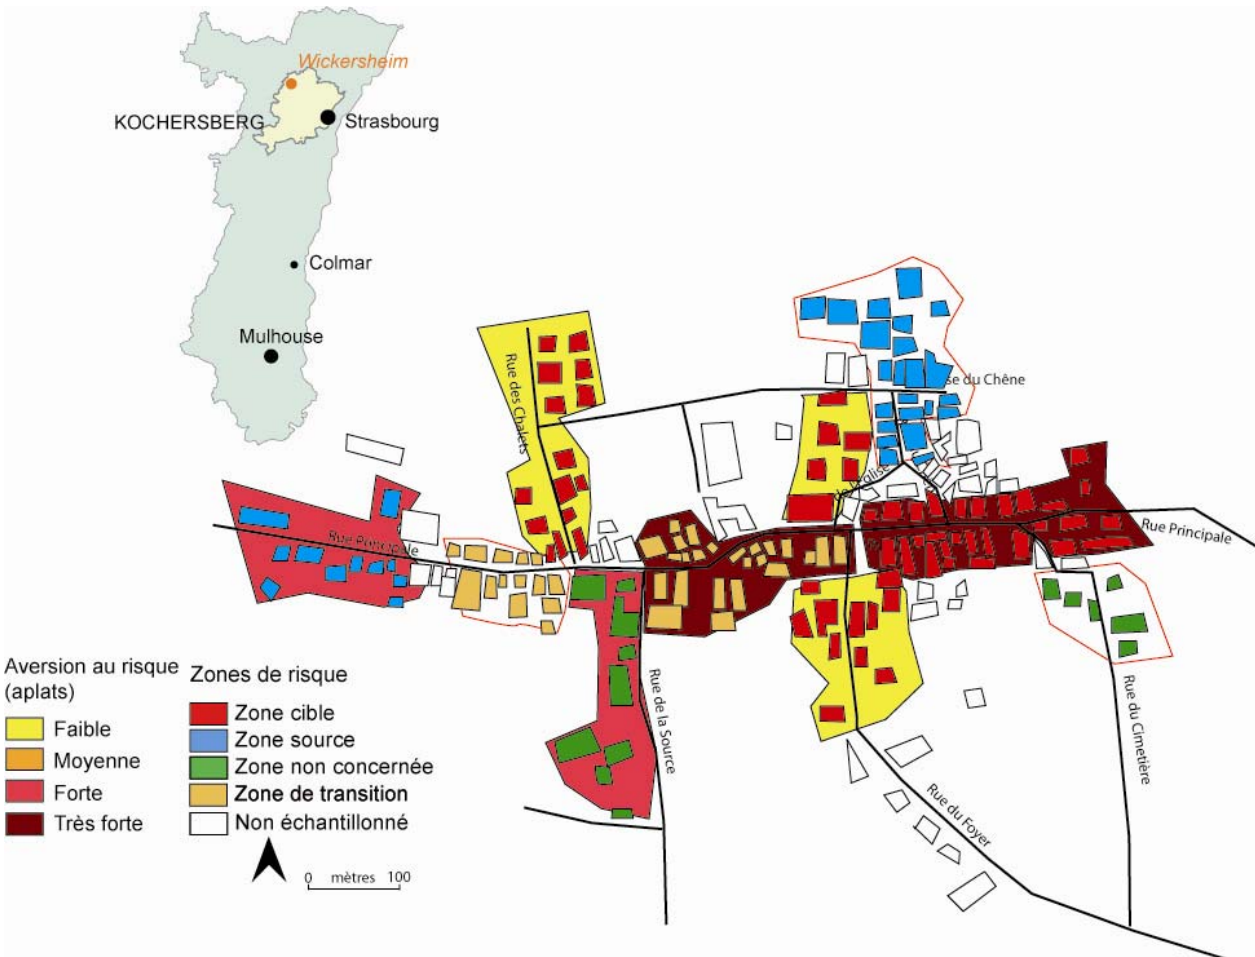 Wickersheim
KOCHERSBERG
Strasbourg
Colmar
Mulhouse
Rue des Chalets
se du Chêne
de l'Eglise
Rue Principale
Rue Principale
Rue de la Source
Rue du Cimetière
Rue du Foyer
Aversion au risque
(aplats)
Faible
Moyenne
Forte
Très forte
Zones de risque
Zone cible
Zone source
Zone non concernée
Zone de transition
Non échantillonné
0 mètres 100